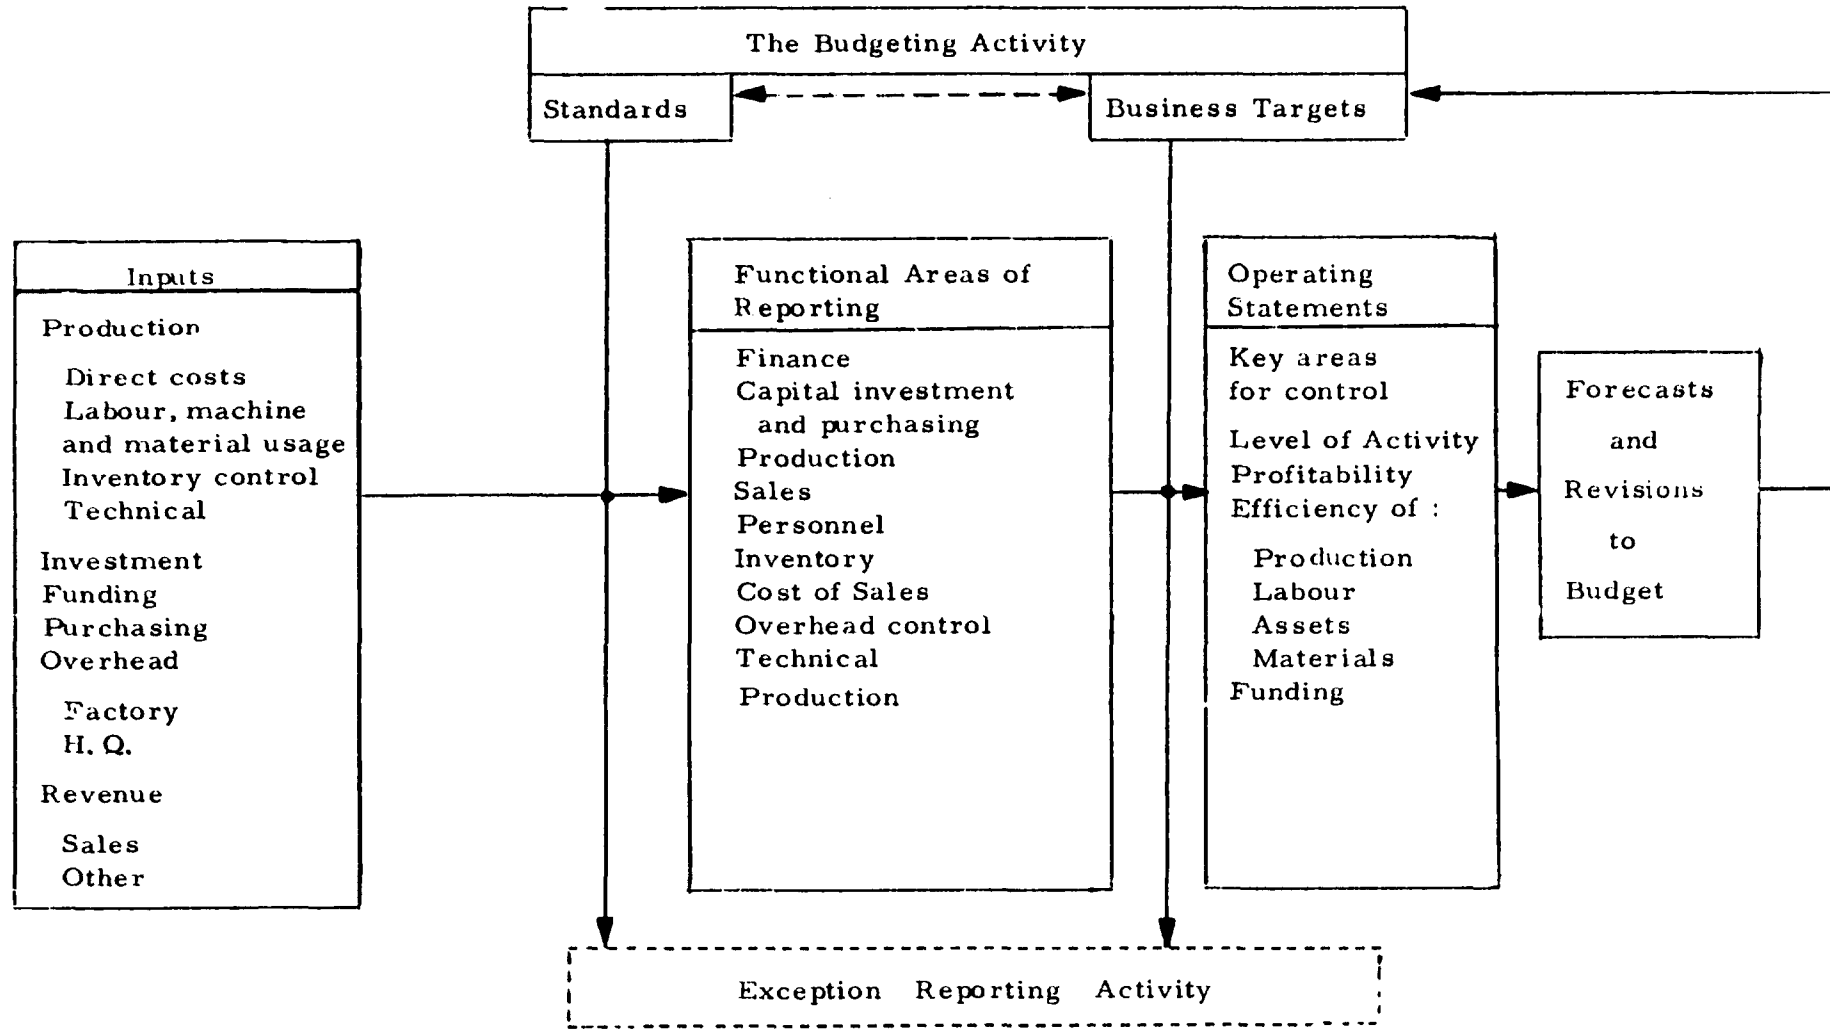 The Budgeting Activity
Standards
Business Targets
Inputs
Production
Direct costs
Labour, machine
and material usage
Inventory control
Technical
Investment
Funding
Purchasing
Overhead
Factory
H. Q.
Revenue
Sales
Other
Functional Areas of
Reporting
Finance
Capital investment
and purchasing
Production
Sales
Personnel
Inventory
Cost of Sales
Overhead control
Technical
Production
Operating
Statements
Key areas
for control
Level of Activity
Profitability
Efficiency of :
Production
Labour
Assets
Materials
Funding
Forecasts
and
Revisions
to
Budget
Exception Reporting Activity